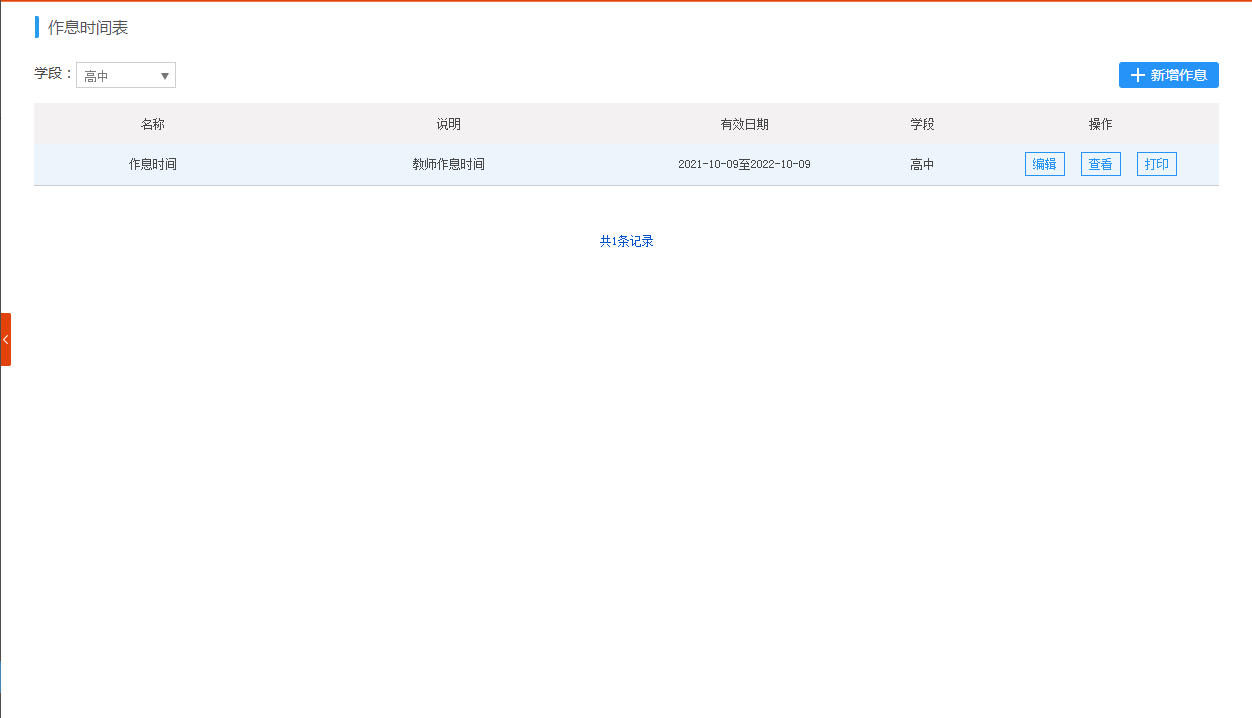 作息时间表
学段： 高中 ▼ ＋ 新增作息
名称 说明 有效日期 学段 操作
作息时间 教师作息时间 2021-10-09至2022-10-09 高中 编辑 查看 打印
共1条记录